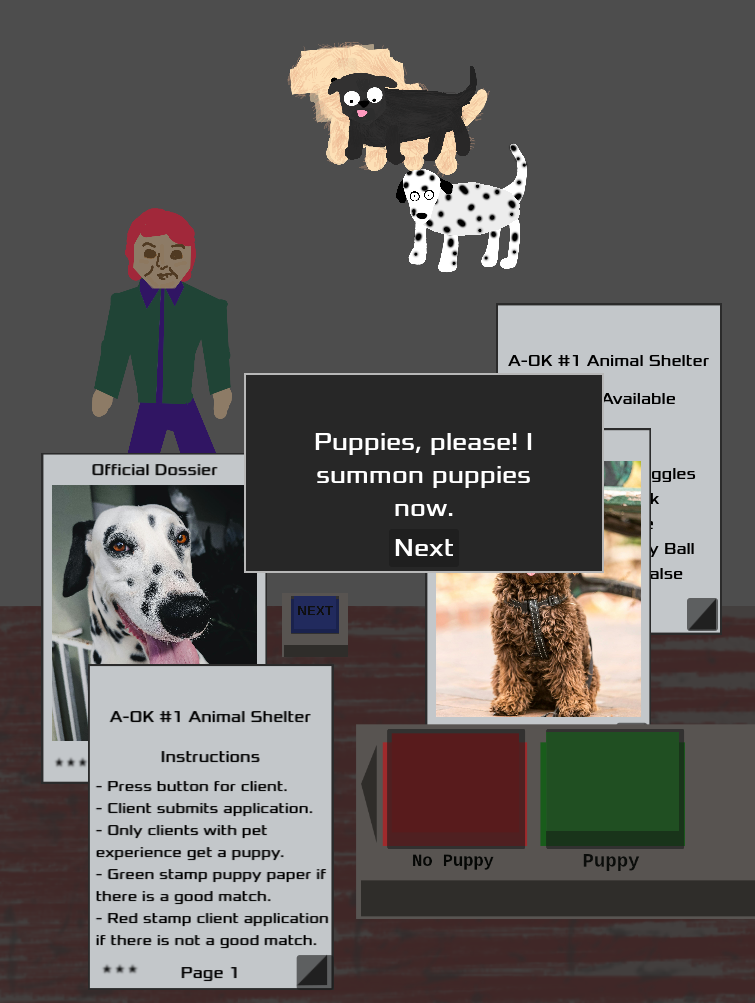 A-OK #1 Animal Shelter
Available
Puppies, please! I
summon puppies
now.
Next
Official Dossier
y Ball
NEXT
***
A-OK #1 Animal Shelter
Instructions
- Press button for client.
- Client submits application.
- Only clients with pet
experience get a puppy.
- Green stamp puppy paper if
there is a good match.
- Red stamp client application
if there is not a good match.
*** Page 1
No Puppy
Puppy